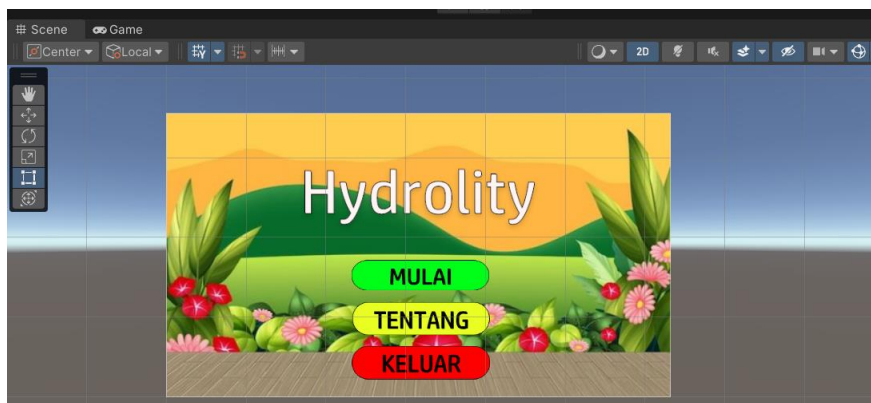 Scene Game
Center Local 2D
Hydrolity
MULAI
TENTANG
KELUAR